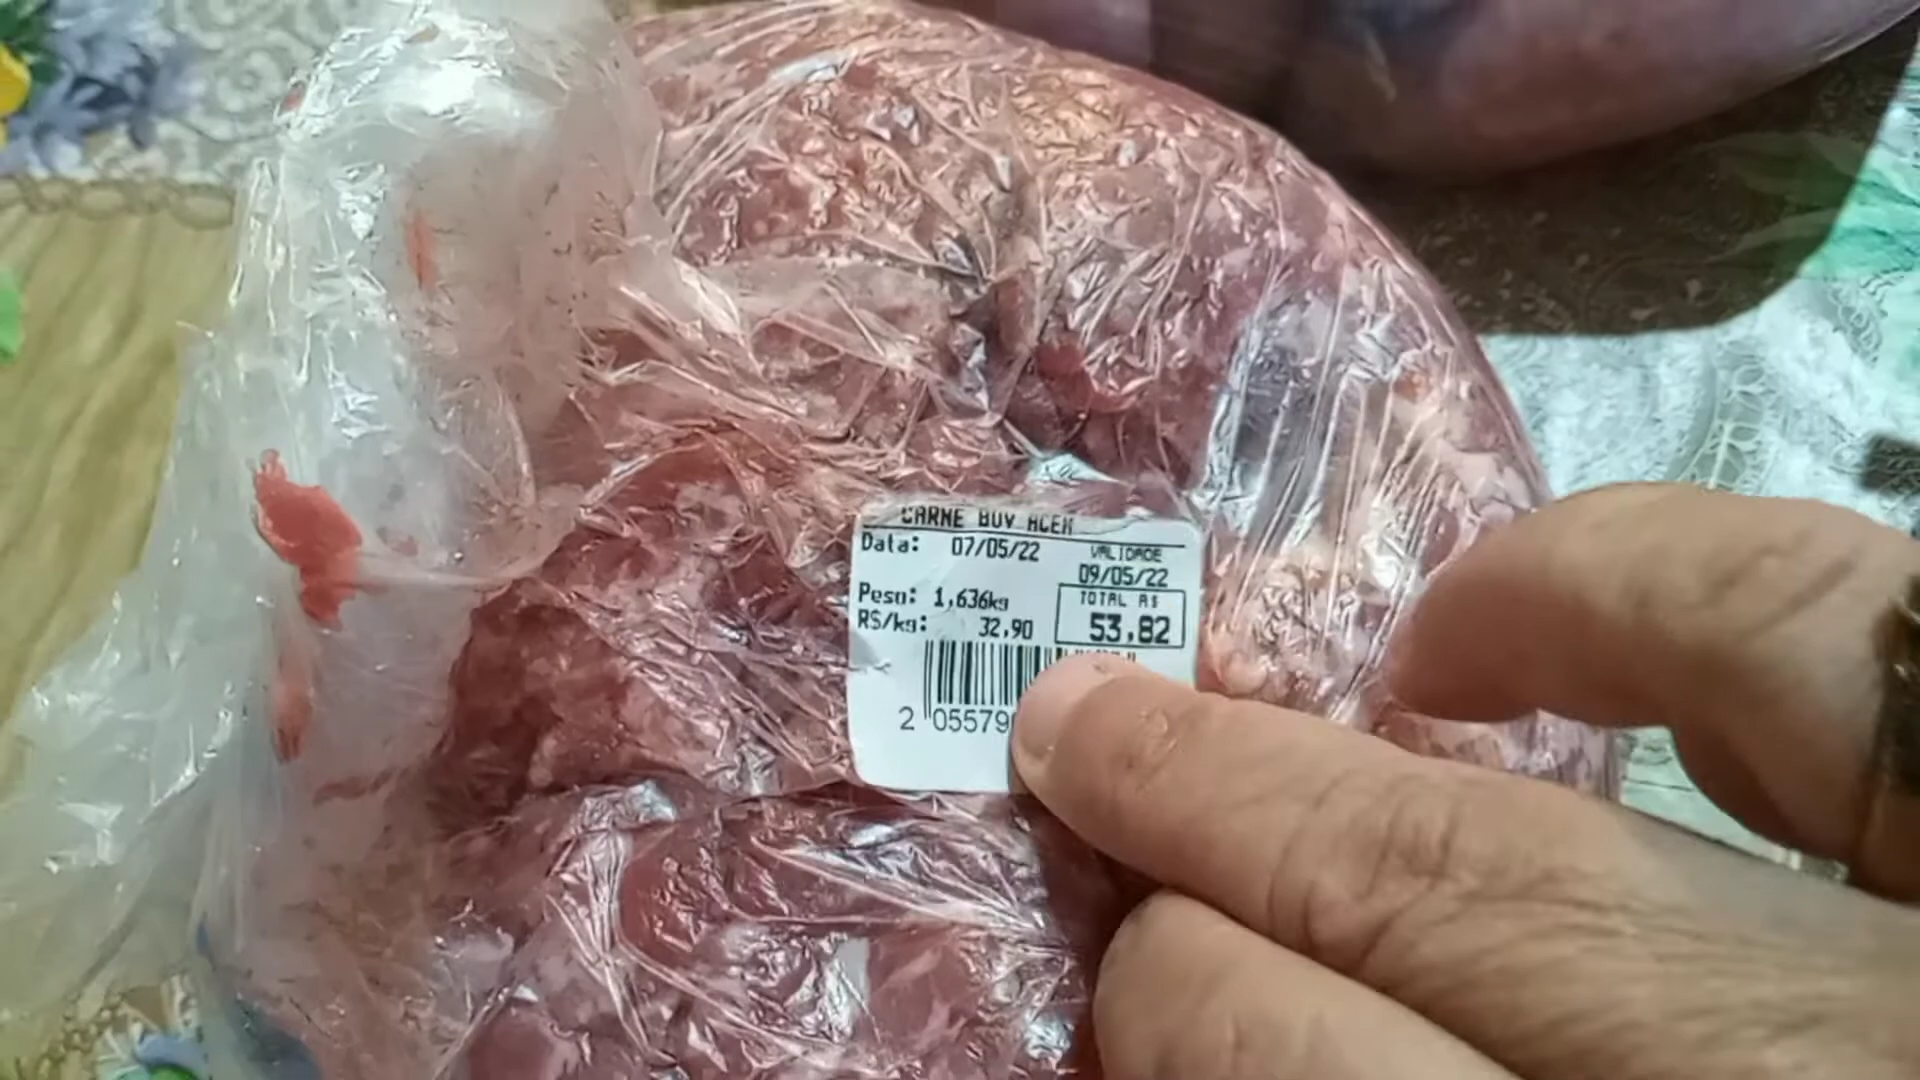 CARNE BOV ACEM
Data: 07/05/22
VALIDADE
09/05/22
Peso: 1,636kg
TOTAL R$
R$/kg: 32,90
53,82
2 05579